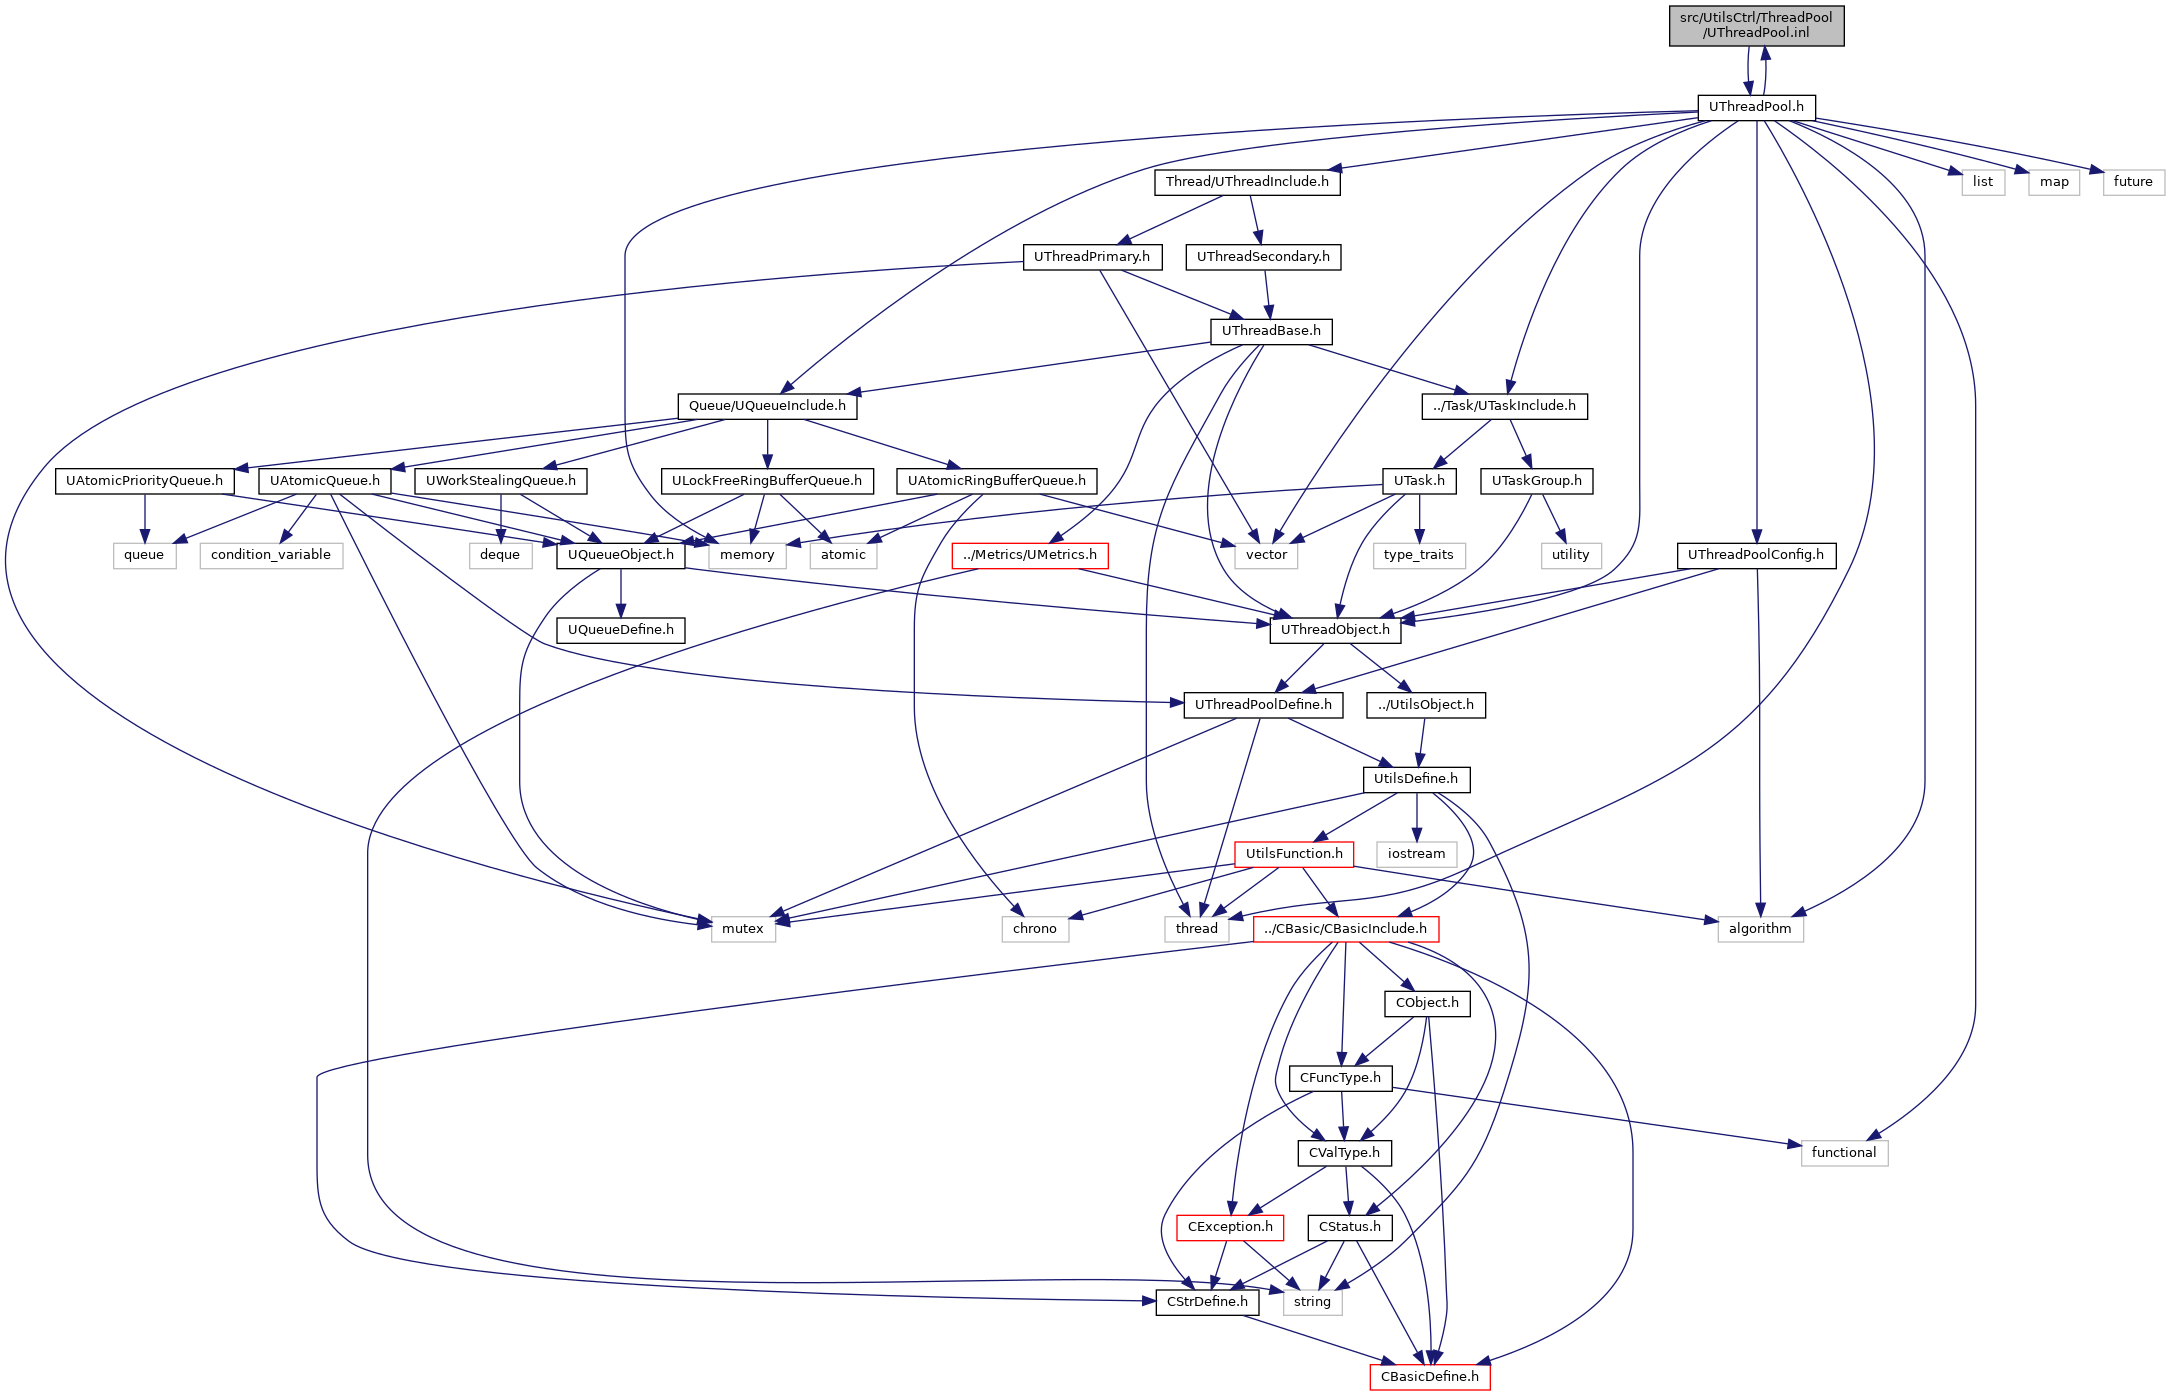 src/UtilsCtrl/ThreadPool
/UThreadPool.inl
UThreadPool.h
Thread/UThreadInclude.h
list
map
future
UThreadPrimary.h
UThreadSecondary.h
UThreadBase.h
Queue/UQueueInclude.h
../Task/UTaskInclude.h
UAtomicPriorityQueue.h
UAtomicQueue.h
UWorkStealingQueue.h
ULockFreeRingBufferQueue.h
UAtomicRingBufferQueue.h
UTask.h
UTaskGroup.h
queue
condition_variable
deque
UQueueObject.h
memory
atomic
../Metrics/UMetrics.h
vector
type_traits
utility
UThreadPoolConfig.h
UQueueDefine.h
UThreadObject.h
UThreadPoolDefine.h
../UtilsObject.h
UtilsDefine.h
UtilsFunction.h
iostream
mutex
chrono
thread
../CBasic/CBasicInclude.h
algorithm
CObject.h
CFuncType.h
CValType.h
functional
CException.h
CStatus.h
CStrDefine.h
string
CBasicDefine.h